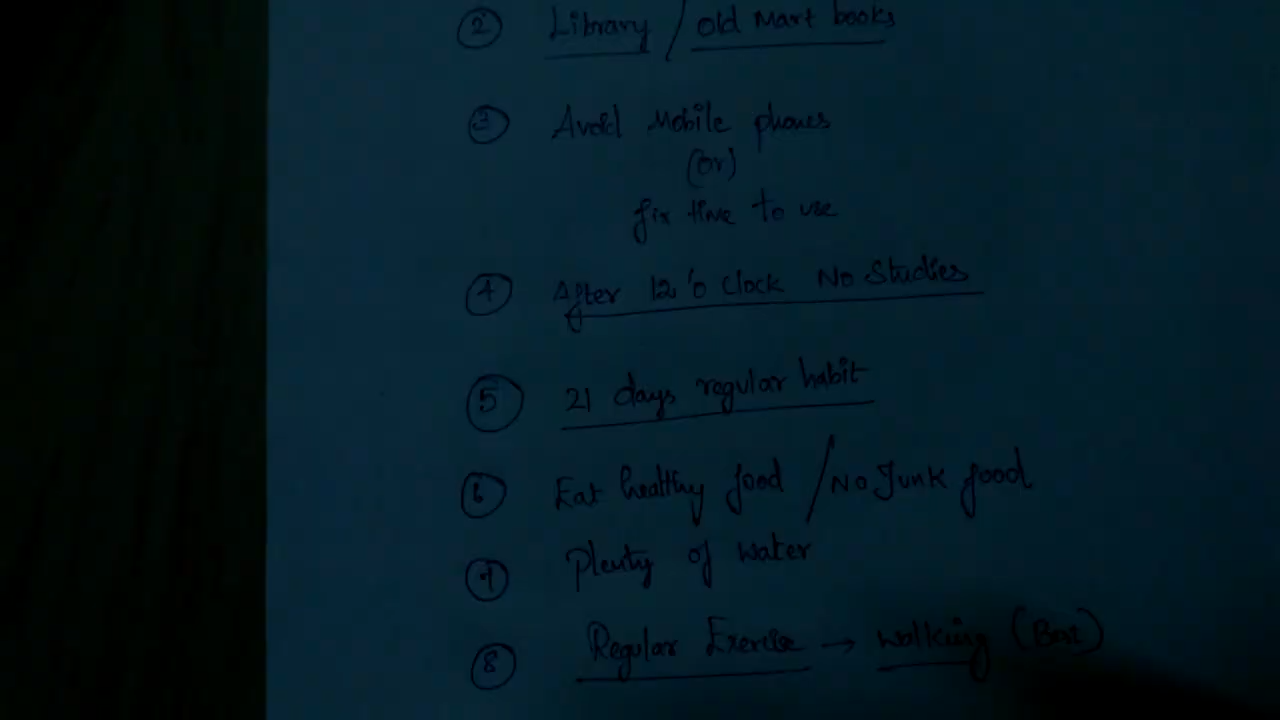 2 Library / old Mart books
3 Avoid Mobile phones
(or)
fix time to use
4 After 12 'o clock No Studies
5 21 days regular habit
6 Eat healthy food / No Junk food
7 Plenty of water
8 Regular Exercise → walking